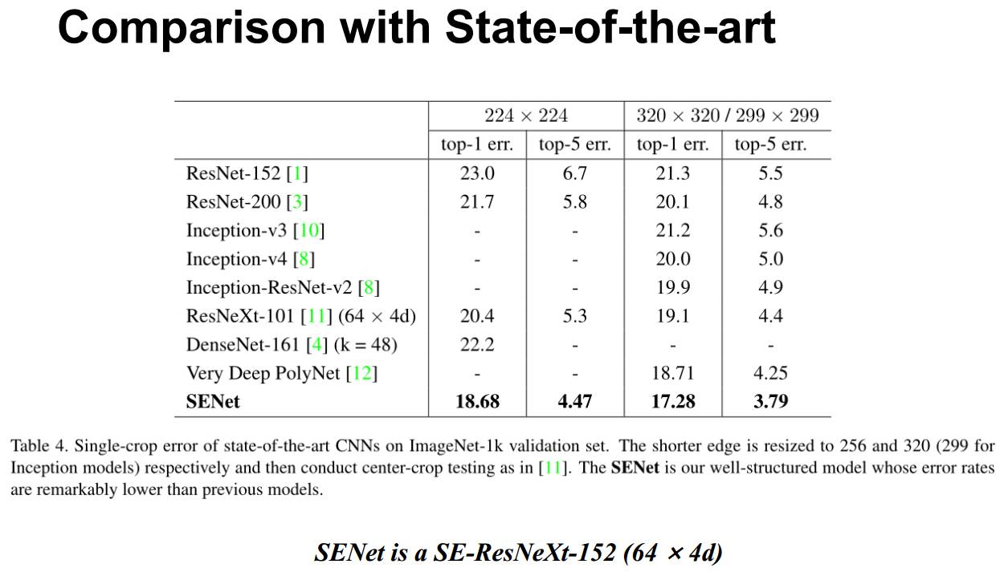 Comparison with State-of-the-art
224 × 224 320 × 320 / 299 × 299
top-1 err. top-5 err. top-1 err. top-5 err.
ResNet-152 [1] 23.0 6.7 21.3 5.5
ResNet-200 [3] 21.7 5.8 20.1 4.8
Inception-v3 [10] - - 21.2 5.6
Inception-v4 [8] - - 20.0 5.0
Inception-ResNet-v2 [8] - - 19.9 4.9
ResNeXt-101 [11] (64 × 4d) 20.4 5.3 19.1 4.4
DenseNet-161 [4] (k = 48) 22.2 - - -
Very Deep PolyNet [12] - - 18.71 4.25
SENet 18.68 4.47 17.28 3.79
Table 4. Single-crop error of state-of-the-art CNNs on ImageNet-1k validation set. The shorter edge is resized to 256 and 320 (299 for
Inception models) respectively and then conduct center-crop testing as in [11]. The SENet is our well-structured model whose error rates
are remarkably lower than previous models.
SENet is a SE-ResNeXt-152 (64 × 4d)